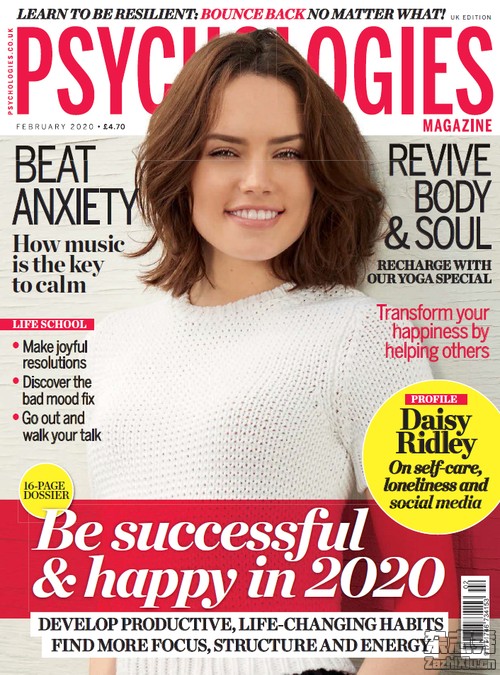 LEARN TO BE RESILIENT: BOUNCE BACK NO MATTER WHAT! UK EDITION
PSYCHOLOGIES.CO.UK
PSYCHOLOGIES
MAGAZINE
FEBRUARY 2020 • £4.70
BEAT
ANXIETY
How music
is the key
to calm
LIFE SCHOOL
• Make joyful
resolutions
• Discover the
bad mood fix
• Go out and
walk your talk
REVIVE
BODY
& SOUL
RECHARGE WITH
OUR YOGA SPECIAL
Transform your
happiness by
helping others
PROFILE
Daisy
Ridley
On self-care,
loneliness and
social media
16-PAGE
DOSSIER
Be successful
& happy in 2020
DEVELOP PRODUCTIVE, LIFE-CHANGING HABITS
FIND MORE FOCUS, STRUCTURE AND ENERGY
02
ZaZhiXiu.cn